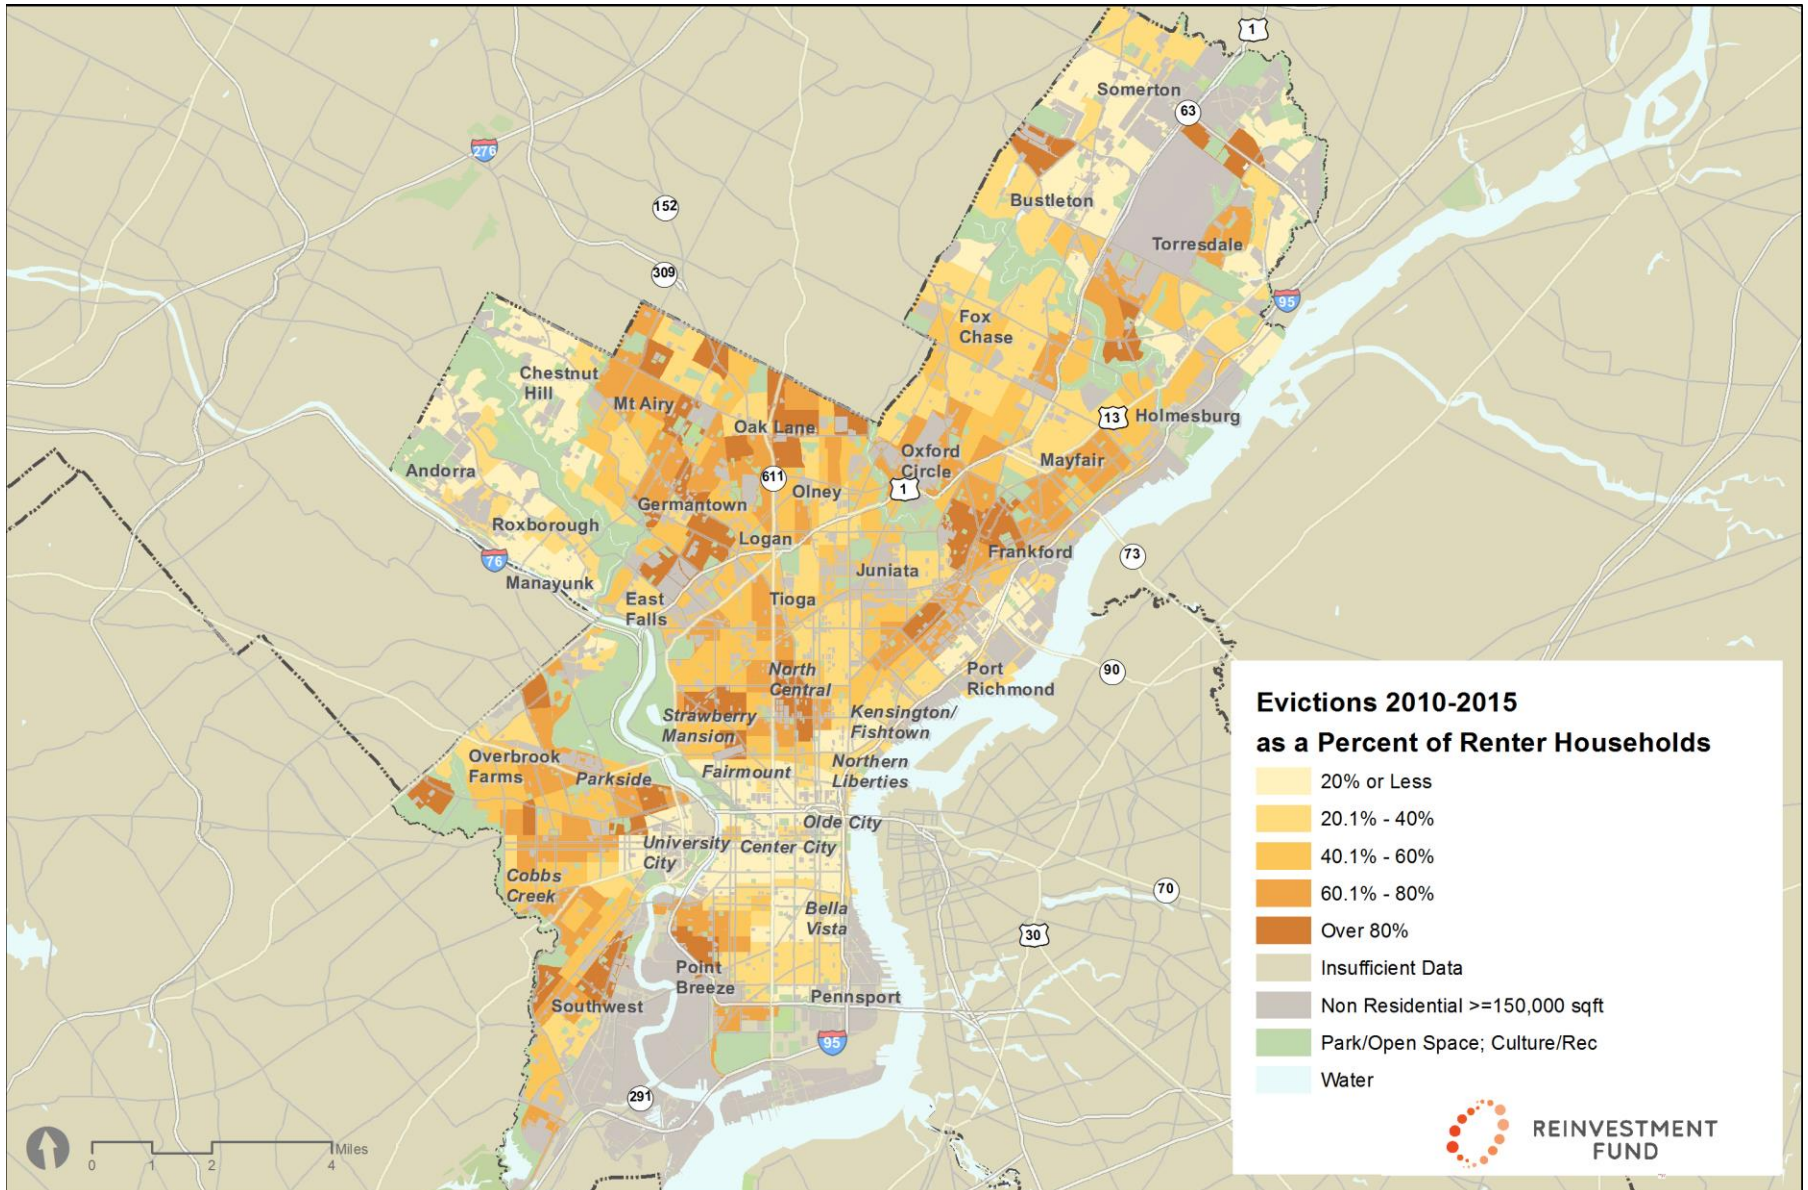 1
Somerton
63
276
Bustleton
152
Torresdale
309
95
Fox
Chase
Chestnut
Hill
Mt Airy
13
Holmesburg
Oak Lane
Oxford
Circle
Mayfair
Andorra
611
Olney
1
Germantown
Roxborough
Logan
Frankford
73
76
Manayunk
Juniata
East
Falls
Tioga
North
Central
Port
Richmond
90
Strawberry
Mansion
Kensington/
Fishtown
Overbrook
Farms
Parkside
Fairmount
Northern
Liberties
Olde City
University
City
Center City
Cobbs
Creek
70
Bella
Vista
30
Point
Breeze
Southwest
Pennsport
95
291
Evictions 2010-2015
as a Percent of Renter Households
20% or Less
20.1% - 40%
40.1% - 60%
60.1% - 80%
Over 80%
Insufficient Data
Non Residential >=150,000 sqft
Park/Open Space; Culture/Rec
Water
REINVESTMENT
FUND
Miles
0 1 2 4